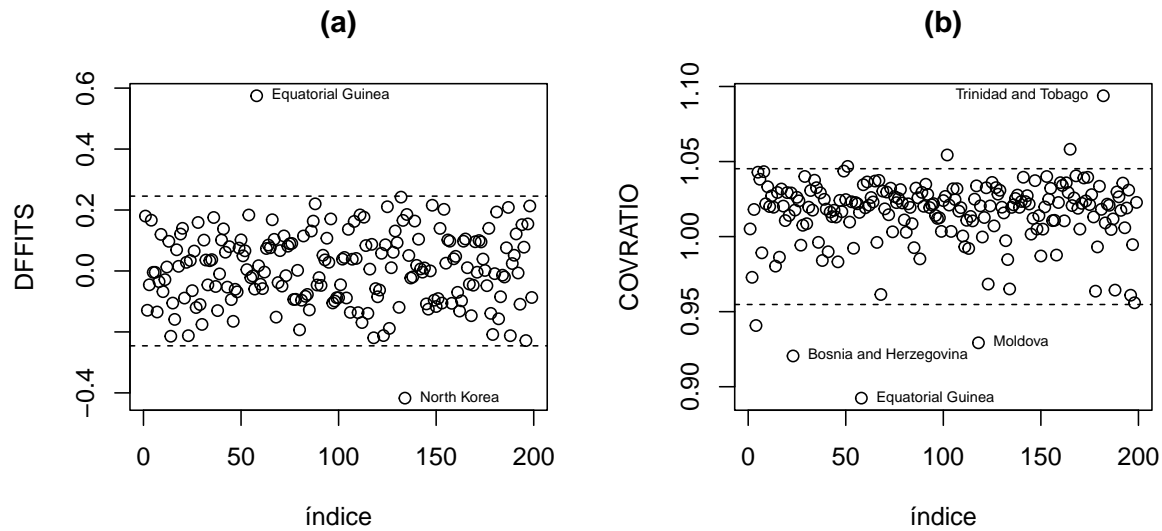 (a)
DFFITS
0.6
0.4
0.2
0.0
−0.4
Equatorial Guinea
North Korea
0 50 100 150 200
índice
(b)
COVRATIO
1.10
1.05
1.00
0.95
0.90
Trinidad and Tobago
Moldova
Bosnia and Herzegovina
Equatorial Guinea
0 50 100 150 200
índice